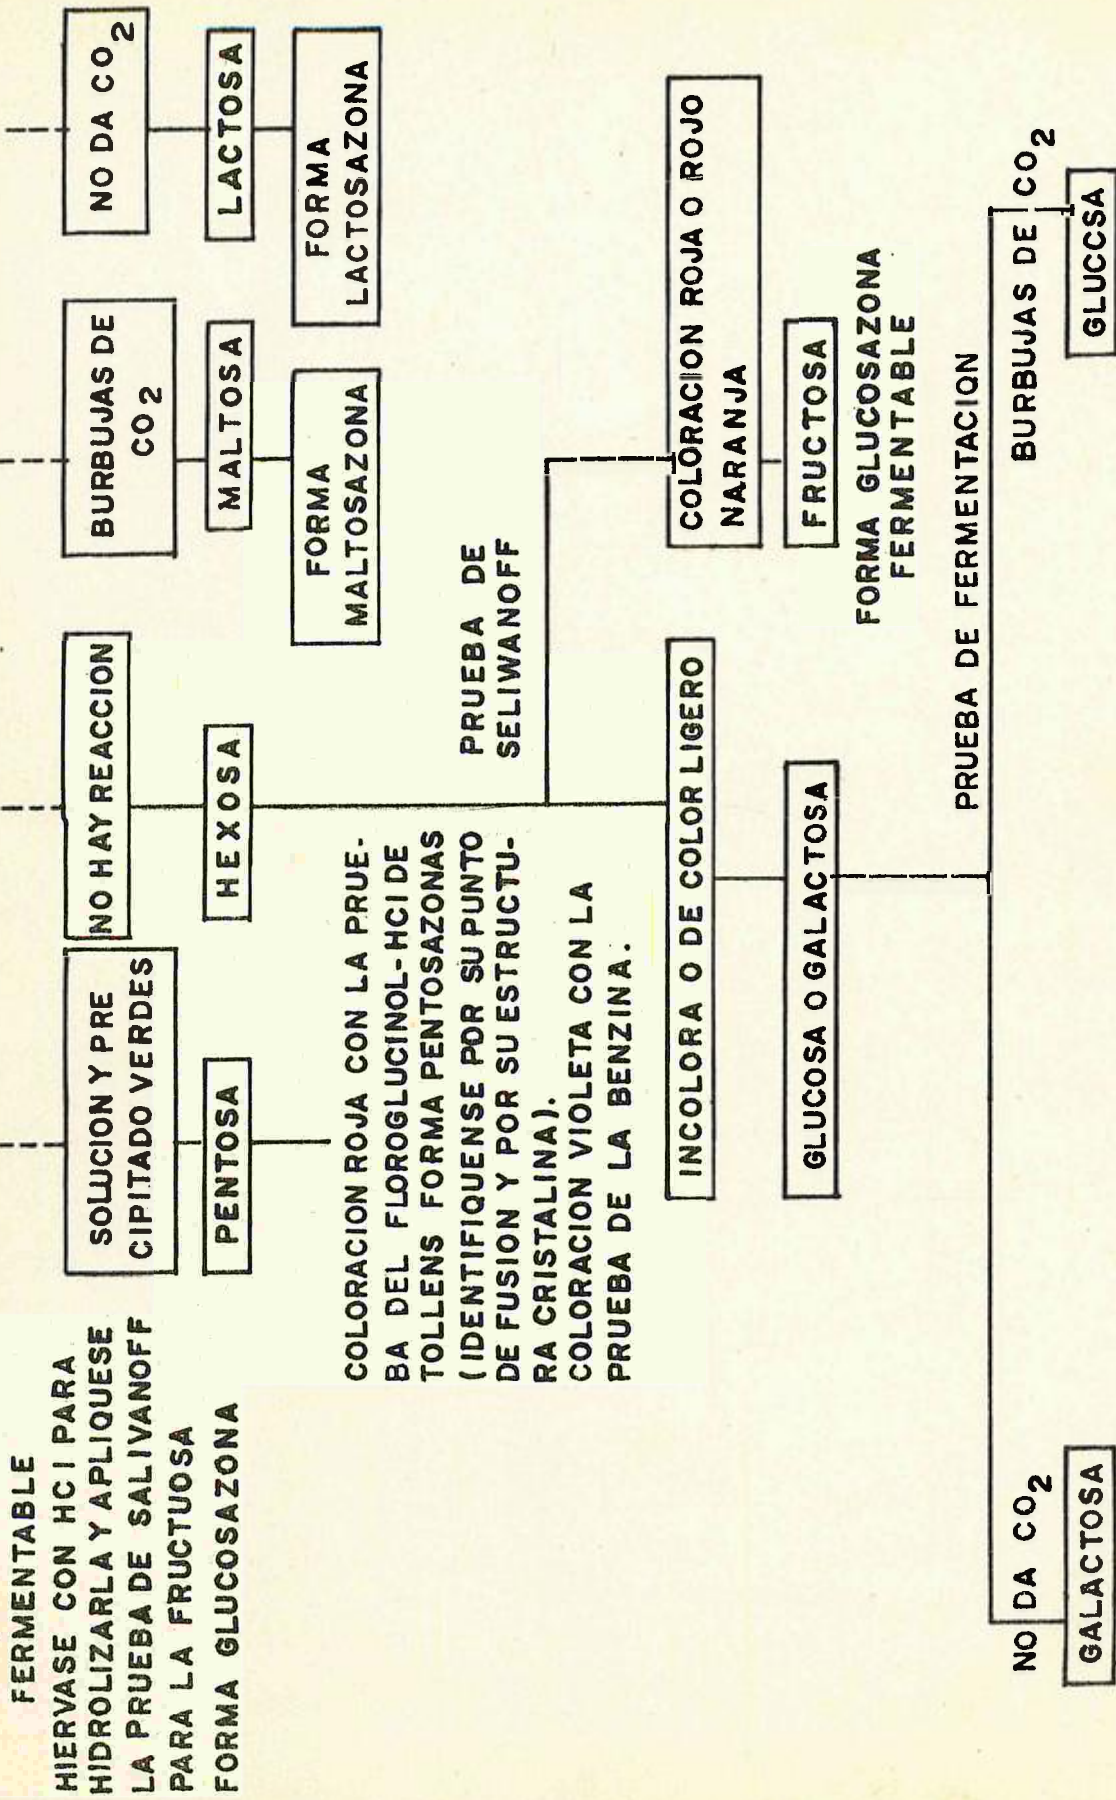 FERMENTABLE
HIERVASE CON HCl PARA
HIDROLIZARLA Y APLIQUESE
LA PRUEBA DE SALIVANOFF
PARA LA FRUCTUOSA
FORMA GLUCOSAZONA
SOLUCION Y PRE
CIPITADO VERDES
PENTOSA
COLORACION ROJA CON LA PRUE-
BA DEL FLOROGLUCINOL-HCl DE
TOLLENS FORMA PENTOSAZONAS
(IDENTIFIQUENSE POR SU PUNTO
DE FUSION Y POR SU ESTRUCTU-
RA CRISTALINA).
COLORACION VIOLETA CON LA
PRUEBA DE LA BENZINA.
NO HAY REACCION
HEXOSA
BURBUJAS DE
CO2
MALTOSA
FORMA
MALTOSAZONA
NO DA CO2
LACTOSA
FORMA
LACTOSAZONA
PRUEBA DE
SELIWANOFF
INCOLORA O DE COLOR LIGERO
GLUCOSA O GALACTOSA
COLORACION ROJA O ROJO
NARANJA
FRUCTOSA
FORMA GLUCOSAZONA
FERMENTABLE
PRUEBA DE FERMENTACION
NO DA CO2
GALACTOSA
BURBUJAS DE CO2
GLUCCSA